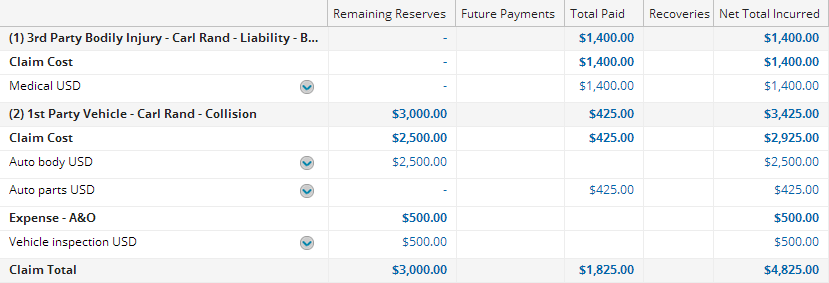 Remaining Reserves Future Payments Total Paid Recoveries Net Total Incurred
(1) 3rd Party Bodily Injury - Carl Rand - Liability - B... - $1,400.00 $1,400.00
Claim Cost - $1,400.00 $1,400.00
Medical USD - $1,400.00 $1,400.00
(2) 1st Party Vehicle - Carl Rand - Collision $3,000.00 $425.00 $3,425.00
Claim Cost $2,500.00 $425.00 $2,925.00
Auto body USD $2,500.00 $2,500.00
Auto parts USD - $425.00 $425.00
Expense - A&O $500.00 $500.00
Vehicle inspection USD $500.00 $500.00
Claim Total $3,000.00 $1,825.00 $4,825.00